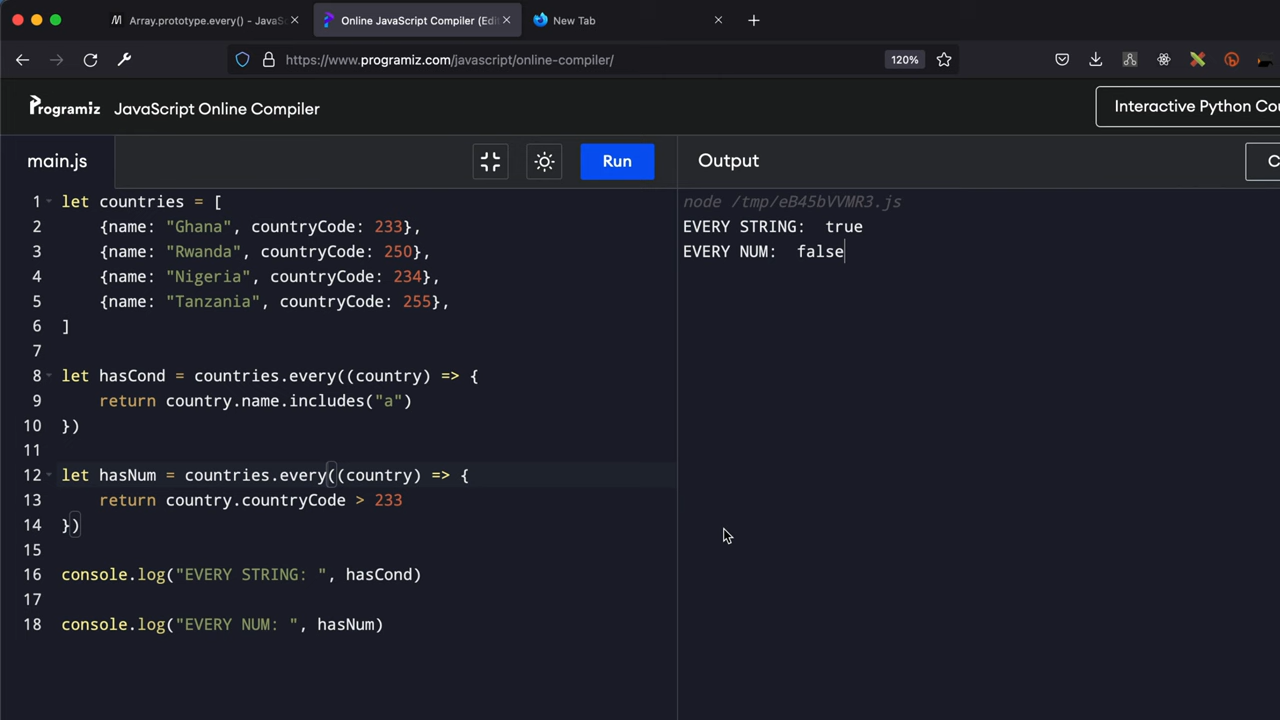 Array.prototype.every() - JavaSc
Online JavaScript Compiler (Edit
New Tab
https://www.programiz.com/javascript/online-compiler/
120%
Programiz
JavaScript Online Compiler
Interactive Python Cou
main.js
Run
Output
C
1 let countries = [
2 {name: "Ghana", countryCode: 233},
3 {name: "Rwanda", countryCode: 250},
4 {name: "Nigeria", countryCode: 234},
5 {name: "Tanzania", countryCode: 255},
6 ]
7
8 let hasCond = countries.every((country) => {
9 return country.name.includes("a")
10 })
11
12 let hasNum = countries.every((country) => {
13 return country.countryCode > 233
14 })
15
16 console.log("EVERY STRING: ", hasCond)
17
18 console.log("EVERY NUM: ", hasNum)
node /tmp/eB45bVVMR3.js
EVERY STRING:  true
EVERY NUM:  false